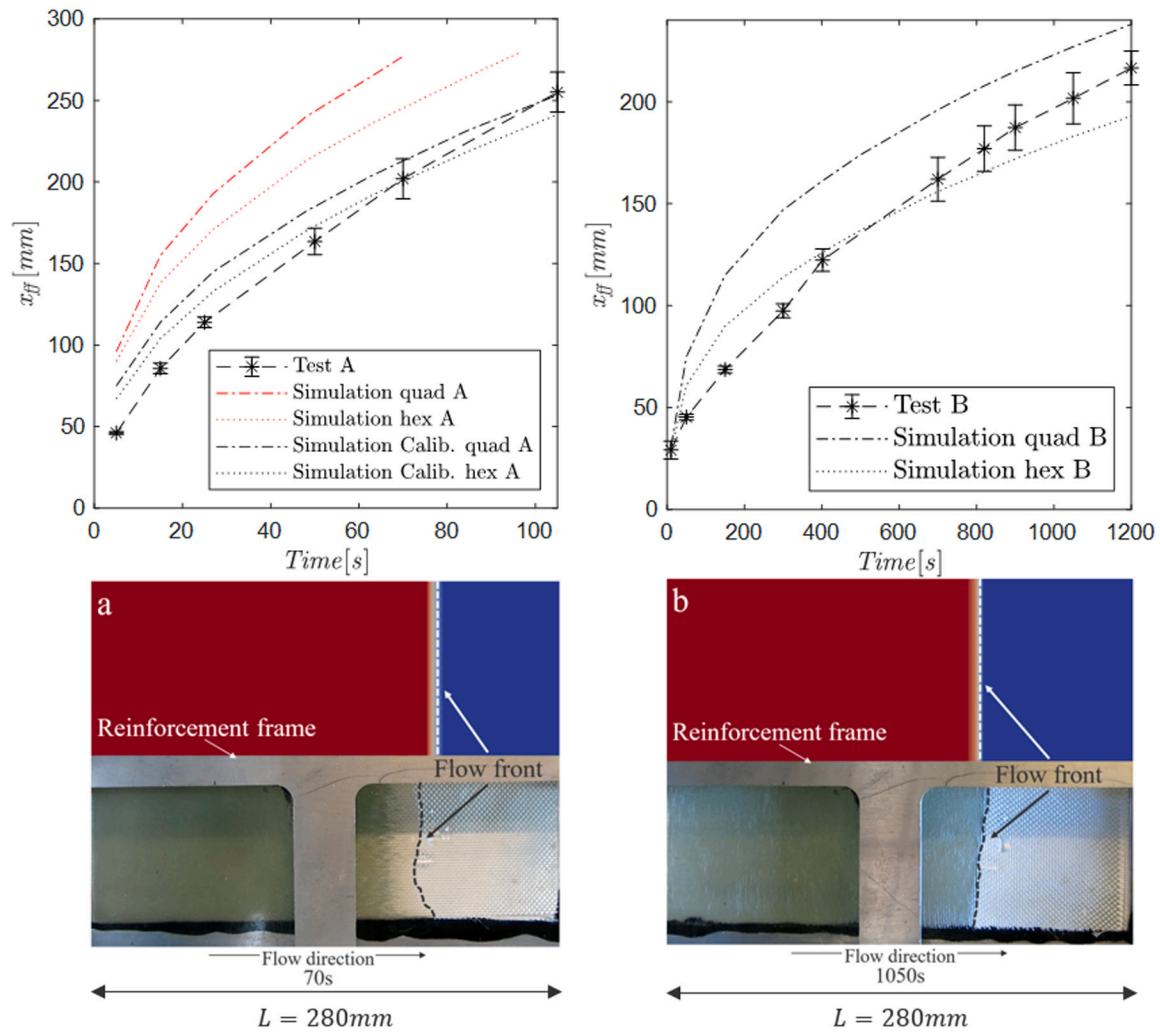 300
250
200
150
100
50
0
x_ff [mm]
0 20 40 60 80 100
Time[s]
Test A
Simulation quad A
Simulation hex A
Simulation Calib. quad A
Simulation Calib. hex A
200
150
100
50
0
x_ff [mm]
0 200 400 600 800 1000 1200
Time[s]
Test B
Simulation quad B
Simulation hex B
a
Reinforcement frame
Flow front
Flow direction
70s
L = 280mm
b
Reinforcement frame
Flow front
Flow direction
1050s
L = 280mm